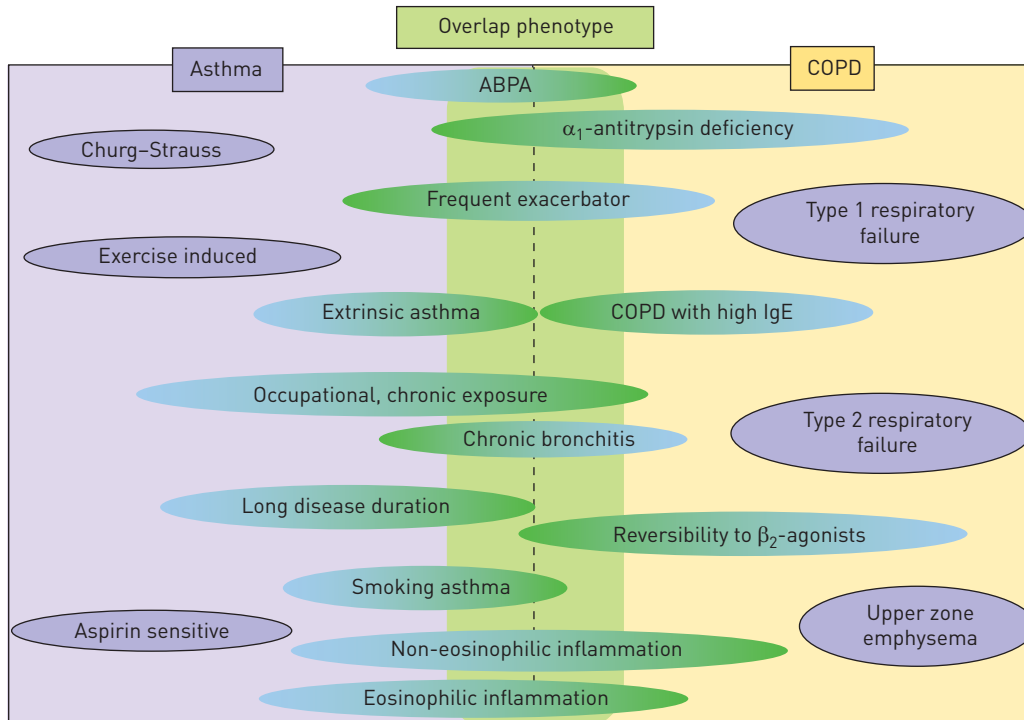 Overlap phenotype
Asthma
COPD
ABPA
α₁-antitrypsin deficiency
Churg–Strauss
Frequent exacerbator
Type 1 respiratory
failure
Exercise induced
Extrinsic asthma
COPD with high IgE
Occupational, chronic exposure
Type 2 respiratory
failure
Chronic bronchitis
Long disease duration
Reversibility to β₂-agonists
Smoking asthma
Aspirin sensitive
Upper zone
emphysema
Non-eosinophilic inflammation
Eosinophilic inflammation